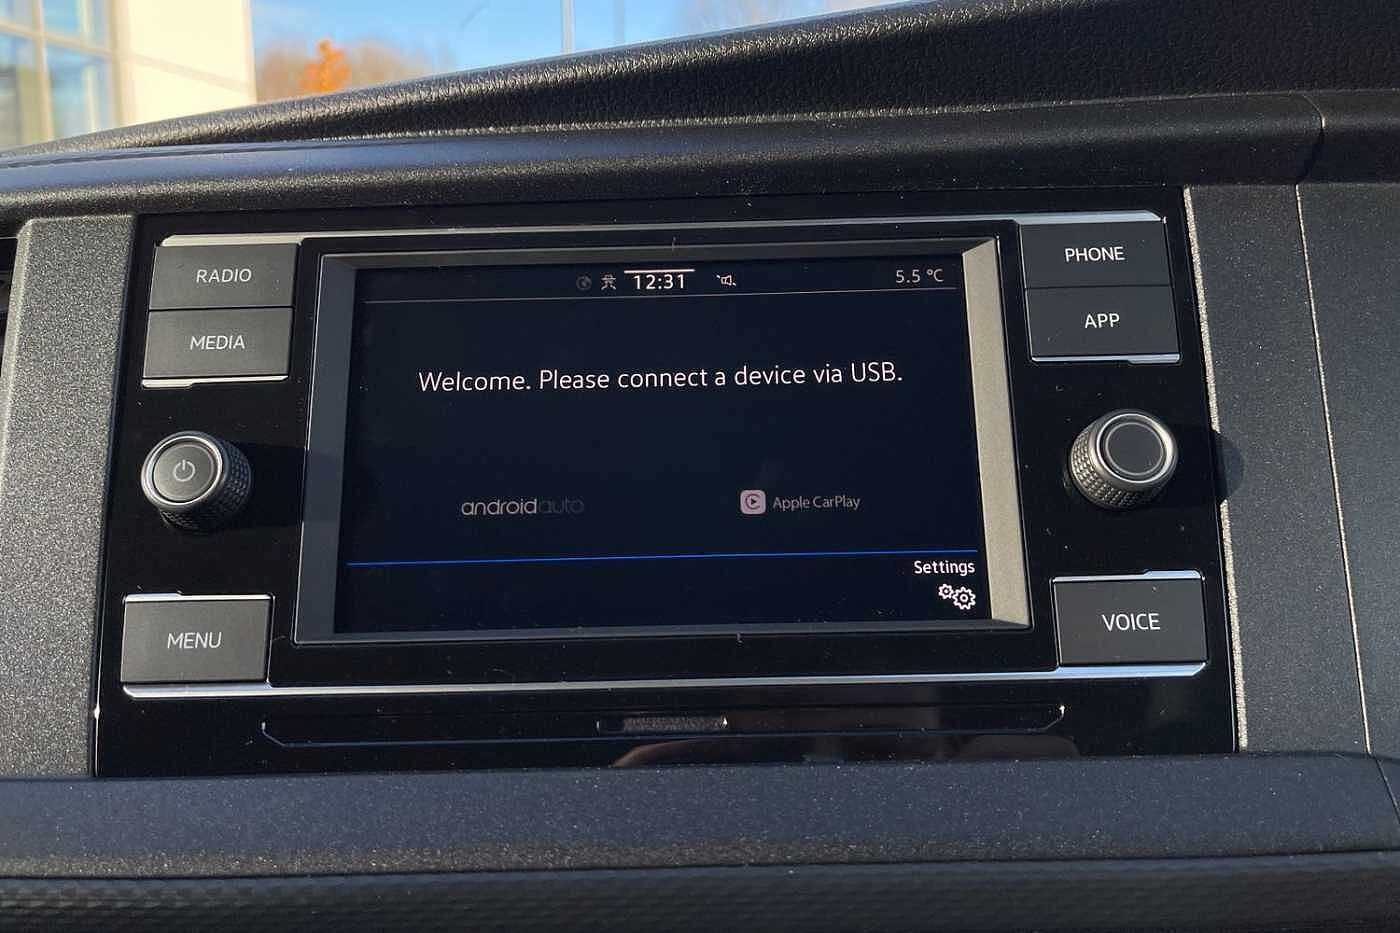 RADIO
MEDIA
MENU
12:31
5.5 °C
Welcome. Please connect a device via USB.
androidauto
Apple CarPlay
Settings
PHONE
APP
VOICE